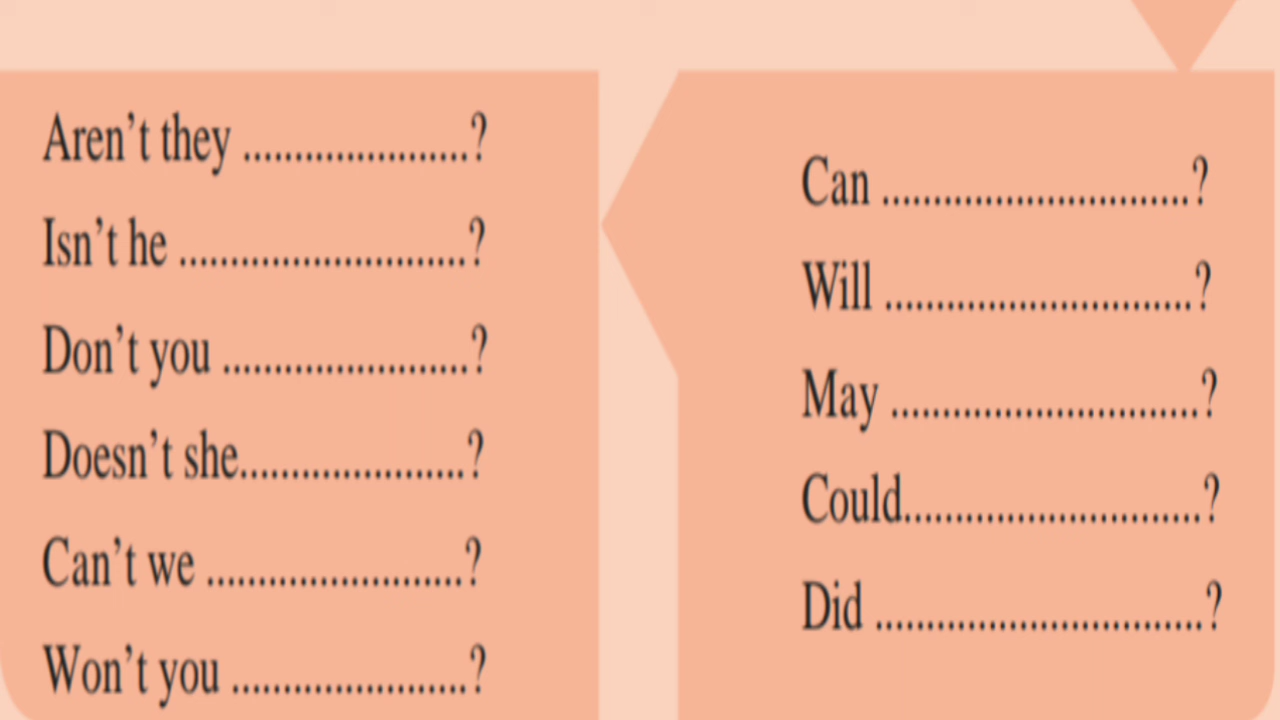 Aren’t they ......................?
Isn’t he ............................?
Don’t you ........................?
Doesn’t she......................?
Can’t we .........................?
Won’t you .......................?
Can ..............................?
Will ..............................?
May ..............................?
Could.............................?
Did ................................?